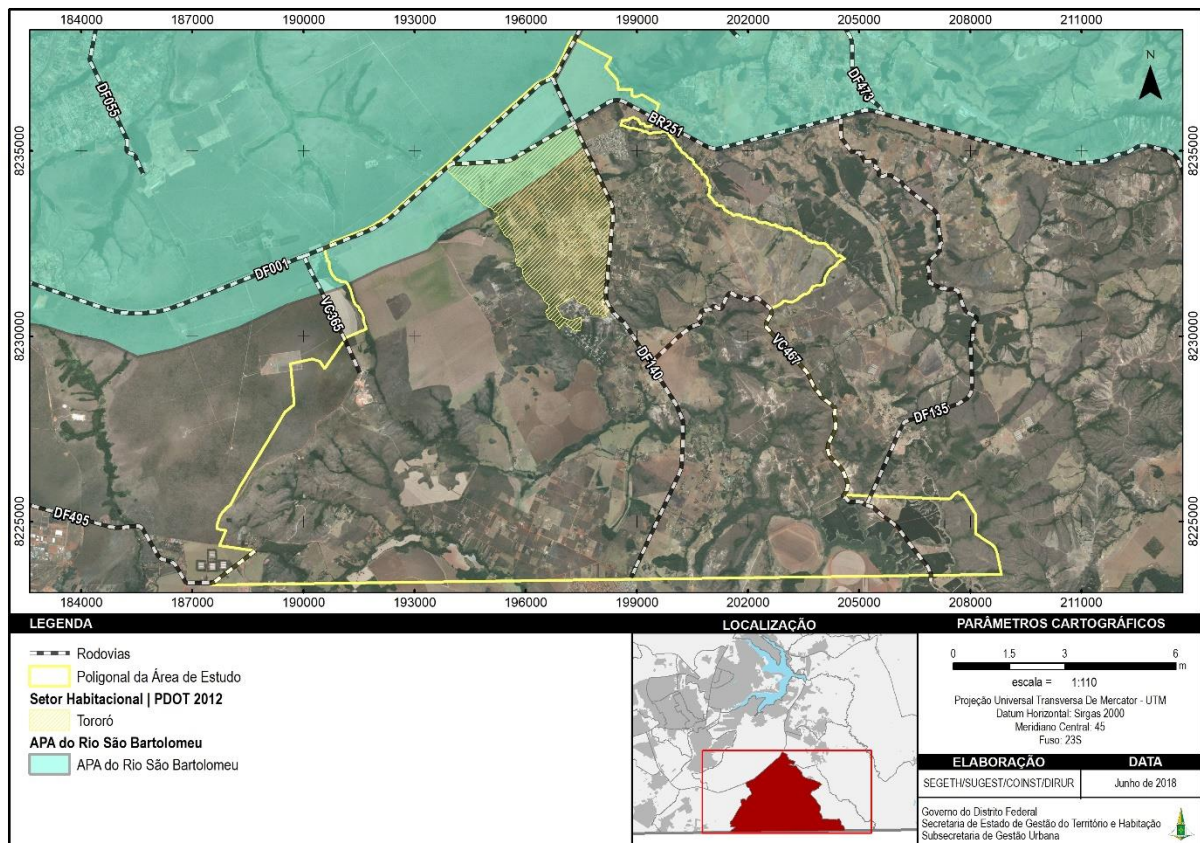 184000 187000 190000 193000 196000 199000 202000 205000 208000 211000
N
DF055
DF473
BR251
8235000
8235000
DF001
VC365
8230000
8230000
DF140
VC467
DF135
8225000
8225000
DF495
184000 187000 190000 193000 196000 199000 202000 205000 208000 211000
LEGENDA
Rodovias
Poligonal da Área de Estudo
Setor Habitacional | PDOT 2012
Tororó
APA do Rio São Bartolomeu
APA do Rio São Bartolomeu
LOCALIZAÇÃO
PARÂMETROS CARTOGRÁFICOS
0 1.5 3 6
m
escala = 1:110
Projeção Universal Transversa De Mercator - UTM
Datum Horizontal: Sirgas 2000
Meridiano Central: 45
Fuso: 23S
ELABORAÇÃO DATA
SEGETH/SUGEST/COINST/DIRUR Junho de 2018
Governo do Distrito Federal
Secretaria de Estado de Gestão do Território e Habitação
Subsecretaria de Gestão Urbana